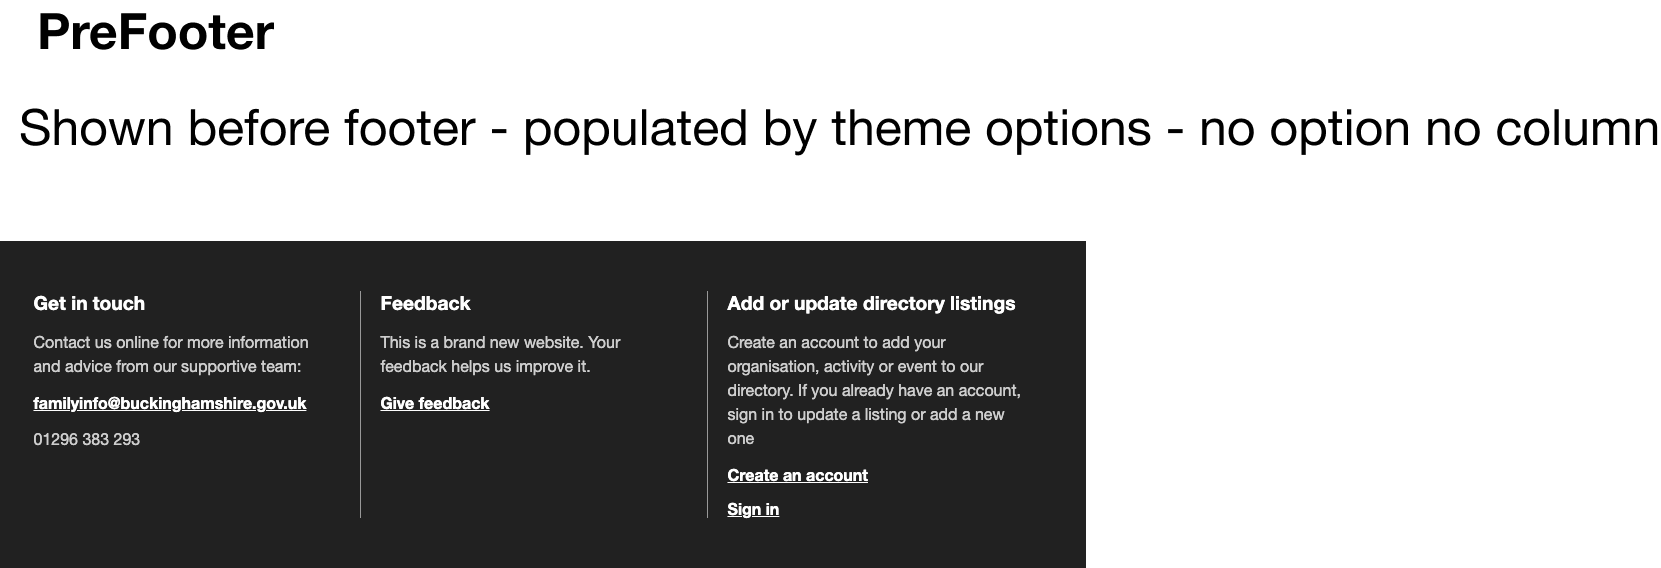 PreFooter
Shown before footer - populated by theme options - no option no column
Get in touch
Contact us online for more information
and advice from our supportive team:
familyinfo@buckinghamshire.gov.uk
01296 383 293
Feedback
This is a brand new website. Your
feedback helps us improve it.
Give feedback
Add or update directory listings
Create an account to add your
organisation, activity or event to our
directory. If you already have an account,
sign in to update a listing or add a new
one
Create an account
Sign in